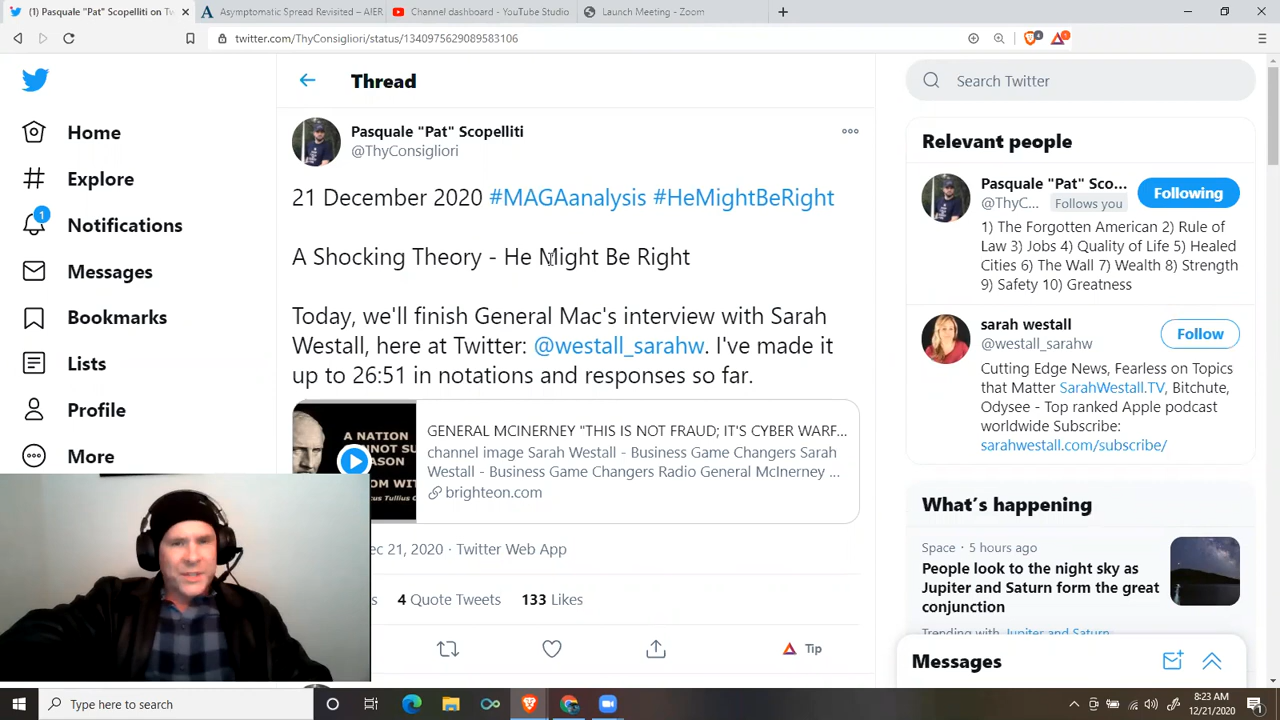 (1) Pasquale "Pat" Scopelliti on Tw
Asymptomatic Spread Revisited – AIER
Channel dashboard - YouTube Studio
Launch Meeting - Zoom
twitter.com/ThyConsigliori/status/1340975629089583106
Home
Explore
1
Notifications
Messages
Bookmarks
Lists
Profile
More
Thread
Pasquale "Pat" Scopelliti
@ThyConsigliori
21 December 2020 #MAGAanalysis #HeMightBeRight
A Shocking Theory - He Might Be Right
Today, we'll finish General Mac's interview with Sarah
Westall, here at Twitter: @westall_sarahw. I've made it
up to 26:51 in notations and responses so far.
A NATION
GENERAL MCINERNEY "THIS IS NOT FRAUD; IT'S CYBER WARF...
channel image Sarah Westall - Business Game Changers Sarah
Westall - Business Game Changers Radio General McInerney ...
brighteon.com
ec 21, 2020 · Twitter Web App
s 4 Quote Tweets 133 Likes
Tip
Search Twitter
Relevant people
Pasquale "Pat" Sco...
@ThyC... Follows you
Following
1) The Forgotten American 2) Rule of
Law 3) Jobs 4) Quality of Life 5) Healed
Cities 6) The Wall 7) Wealth 8) Strength
9) Safety 10) Greatness
sarah westall
@westall_sarahw
Follow
Cutting Edge News, Fearless on Topics
that Matter SarahWestall.TV, Bitchute,
Odysee - Top ranked Apple podcast
worldwide Subscribe:
sarahwestall.com/subscribe/
What's happening
Space · 5 hours ago
People look to the night sky as
Jupiter and Saturn form the great
conjunction
Trending with Jupiter and Saturn
Messages
Type here to search
8:23 AM
12/21/2020